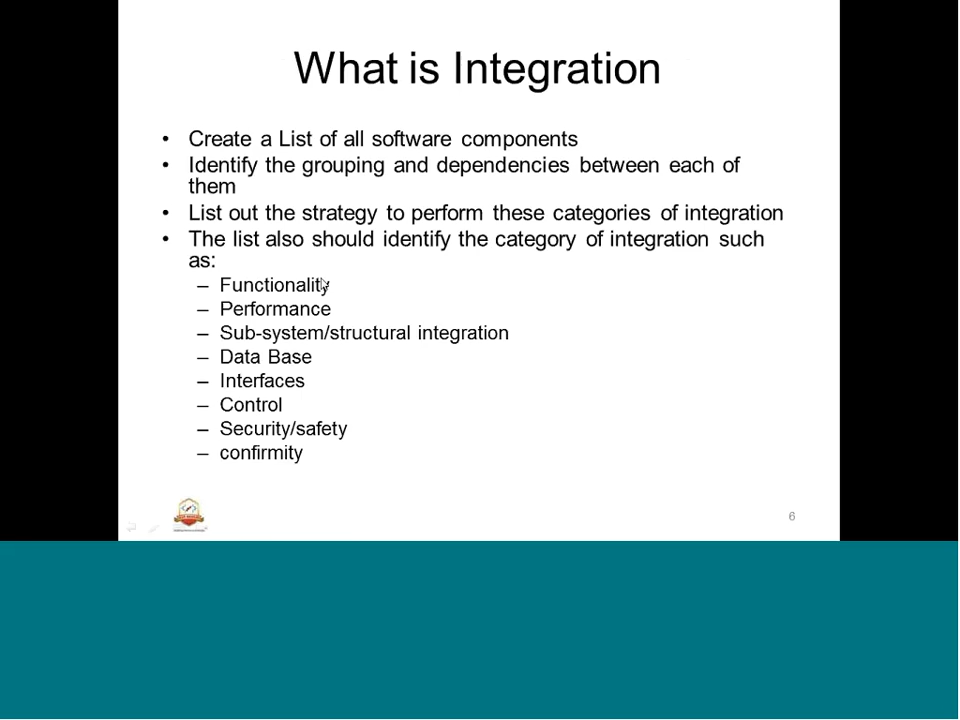 What is Integration
• Create a List of all software components
• Identify the grouping and dependencies between each of
them
• List out the strategy to perform these categories of integration
• The list also should identify the category of integration such
as:
– Functionality
– Performance
– Sub-system/structural integration
– Data Base
– Interfaces
– Control
– Security/safety
– confirmity
6